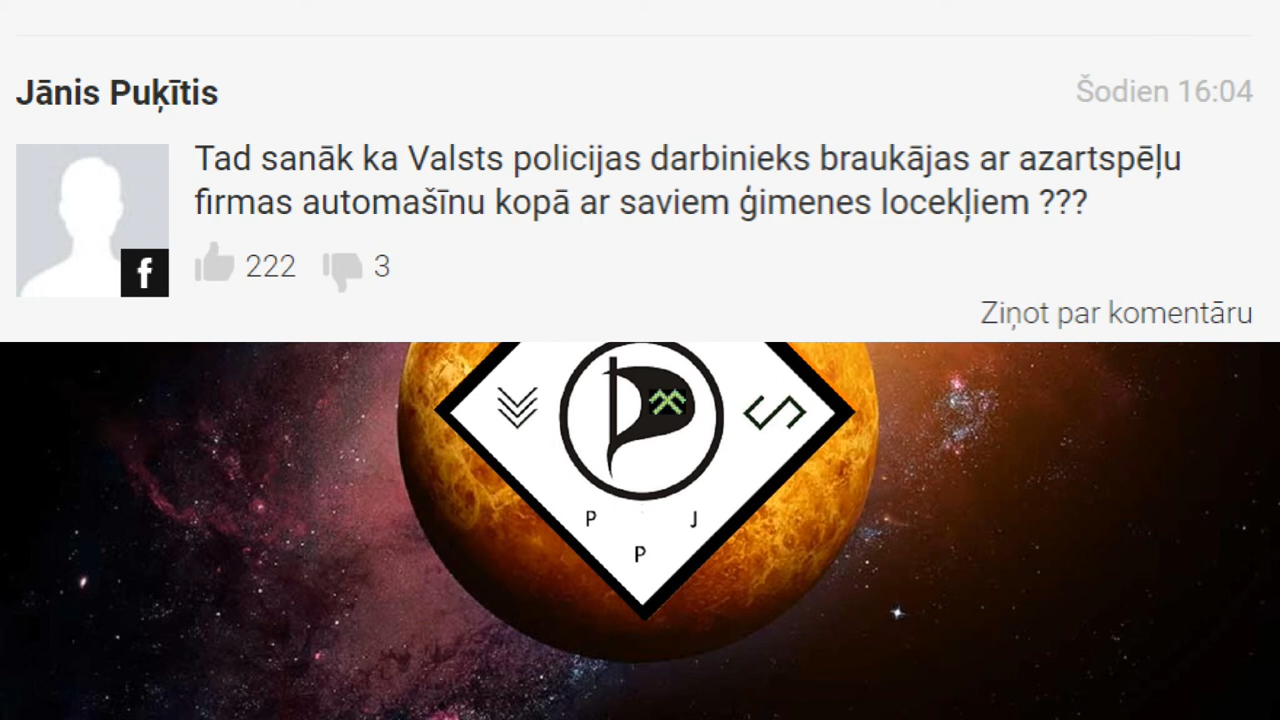 Jānis Puķītis
Šodien 16:04
Tad sanāk ka Valsts policijas darbinieks braukājas ar azartspēļu
firmas automašīnu kopā ar saviem ģimenes locekļiem ???
222 3
Ziņot par komentāru
P J
P